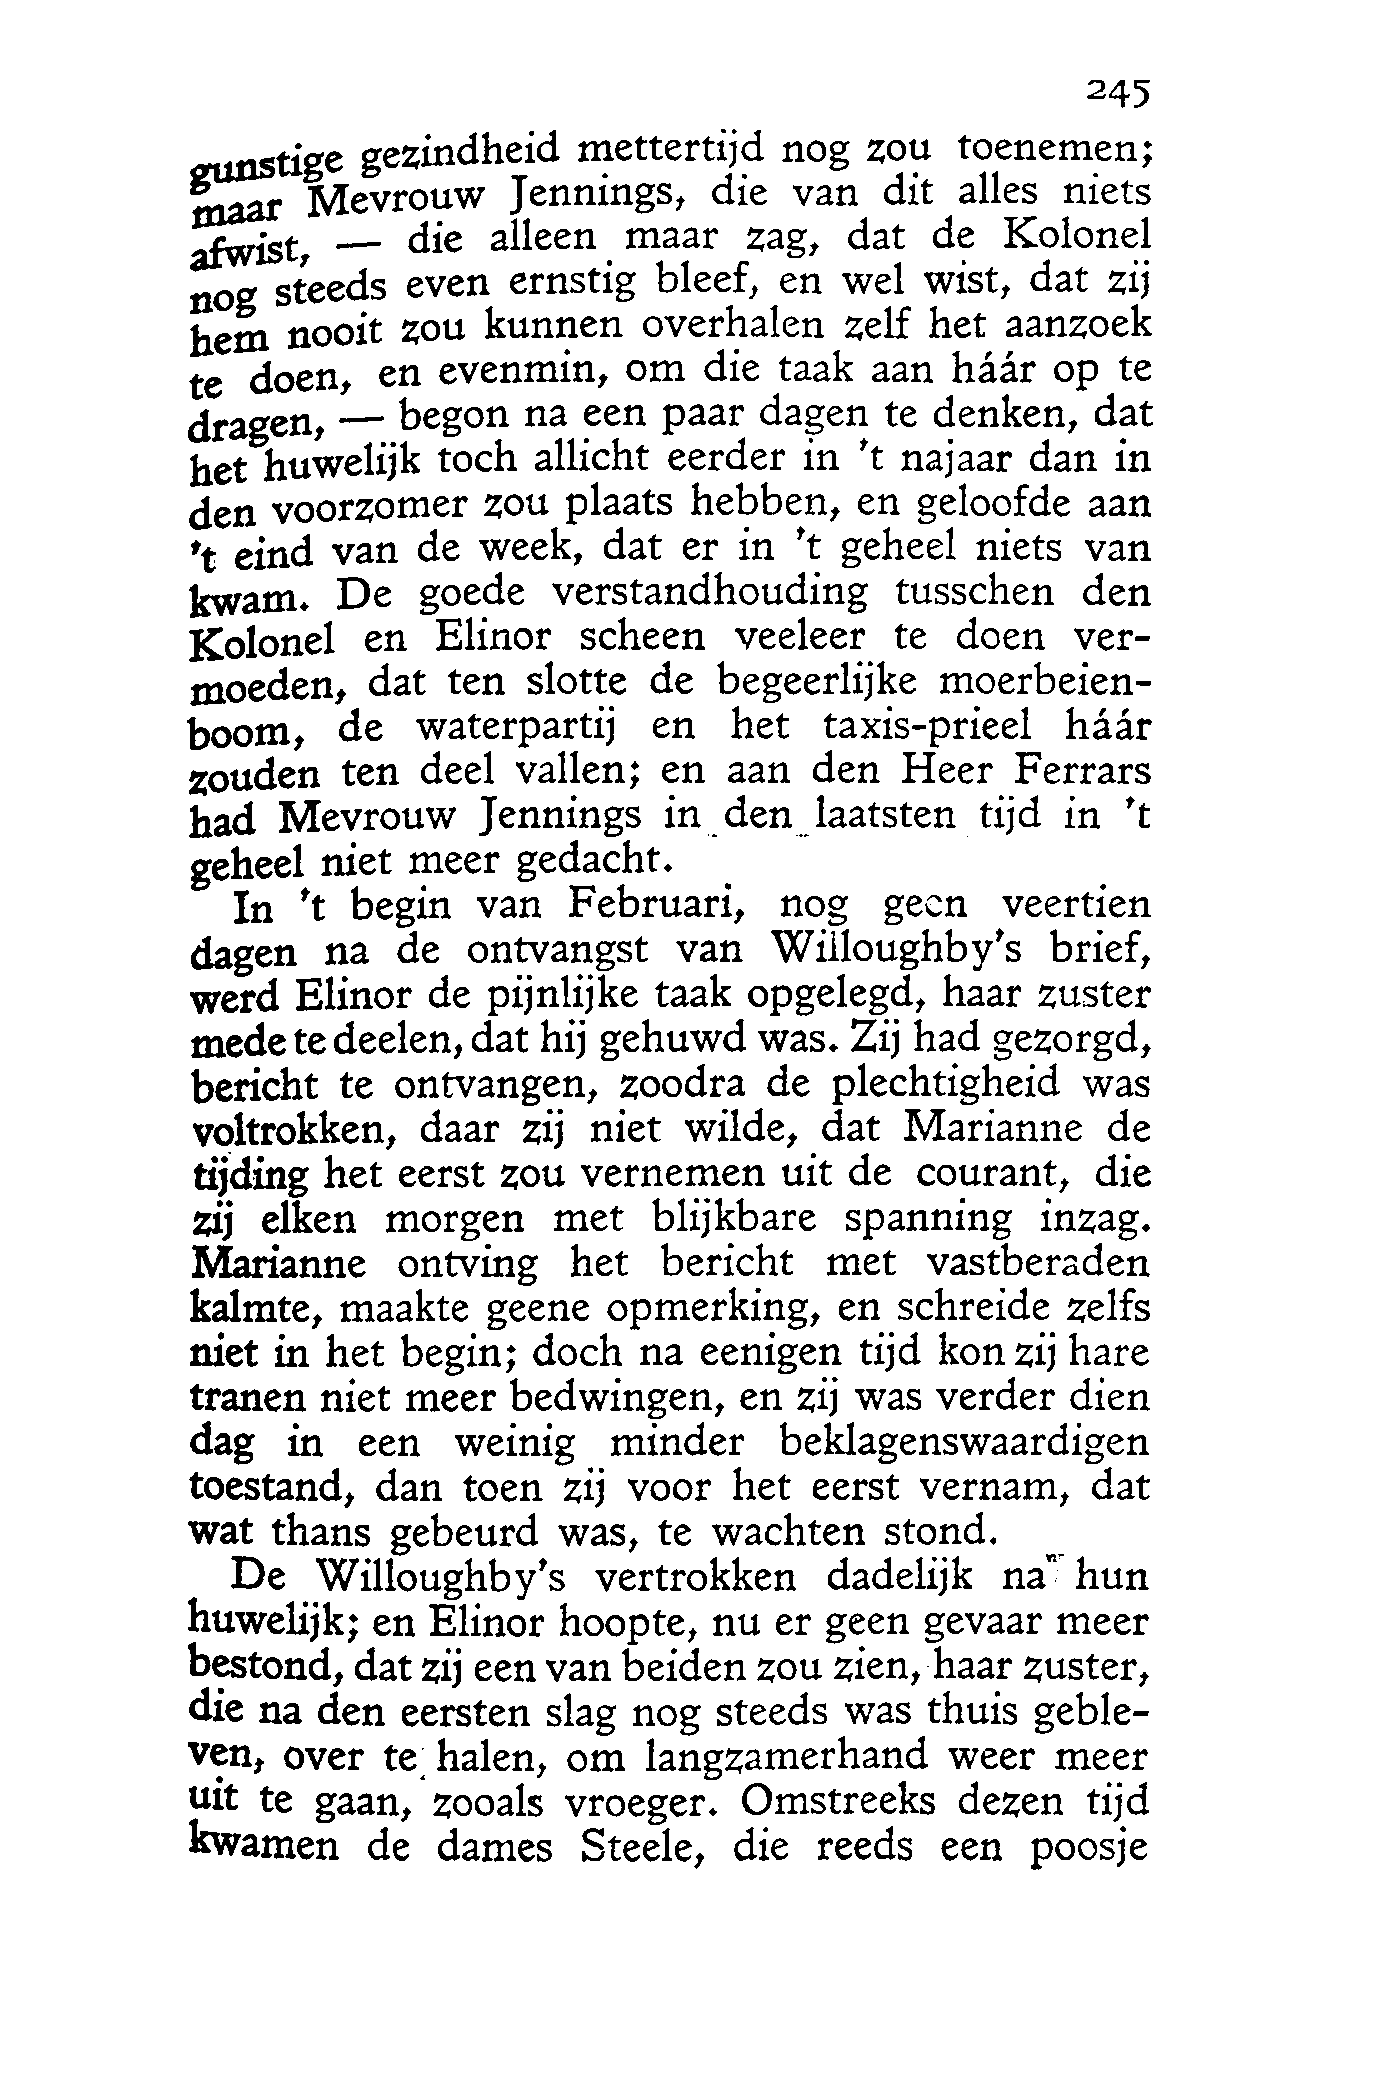 245
gunstige gezindheid mettertijd nog zou toenemen;
maar Mevrouw Jennings, die van dit alles niets
afwist, — die alleen maar zag, dat de Kolonel
nog steeds even ernstig bleef, en wel wist, dat zij
hem nooit zou kunnen overhalen zelf het aanzoek
te doen, en evenmin, om die taak aan háár op te
dragen, — begon na een paar dagen te denken, dat
het huwelijk toch allicht eerder in 't najaar dan in
den voorzomer zou plaats hebben, en geloofde aan
't eind van de week, dat er in 't geheel niets van
kwam. De goede verstandhouding tusschen den
Kolonel en Elinor scheen veeleer te doen ver-
moeden, dat ten slotte de begeerlijke moerbeien-
boom, de waterpartij en het taxis-prieel háár
zouden ten deel vallen; en aan den Heer Ferrars
had Mevrouw Jennings in den laatsten tijd in 't
geheel niet meer gedacht.
In 't begin van Februari, nog geen veertien
dagen na de ontvangst van Willoughby's brief,
werd Elinor de pijnlijke taak opgelegd, haar zuster
mede te deelen, dat hij gehuwd was. Zij had gezorgd,
bericht te ontvangen, zoodra de plechtigheid was
voltrokken, daar zij niet wilde, dat Marianne de
tijding het eerst zou vernemen uit de courant, die
zij elken morgen met blijkbare spanning inzag.
Marianne ontving het bericht met vastberaden
kalmte, maakte geene opmerking, en schreide zelfs
niet in het begin; doch na eenigen tijd kon zij hare
tranen niet meer bedwingen, en zij was verder dien
dag in een weinig minder beklagenswaardigen
toestand, dan toen zij voor het eerst vernam, dat
wat thans gebeurd was, te wachten stond.
De Willoughby's vertrokken dadelijk na hun
huwelijk; en Elinor hoopte, nu er geen gevaar meer
bestond, dat zij een van beiden zou zien, haar zuster,
die na den eersten slag nog steeds was thuis geble-
ven, over te halen, om langzamerhand weer meer
uit te gaan, zooals vroeger. Omstreeks dezen tijd
kwamen de dames Steele, die reeds een poosje